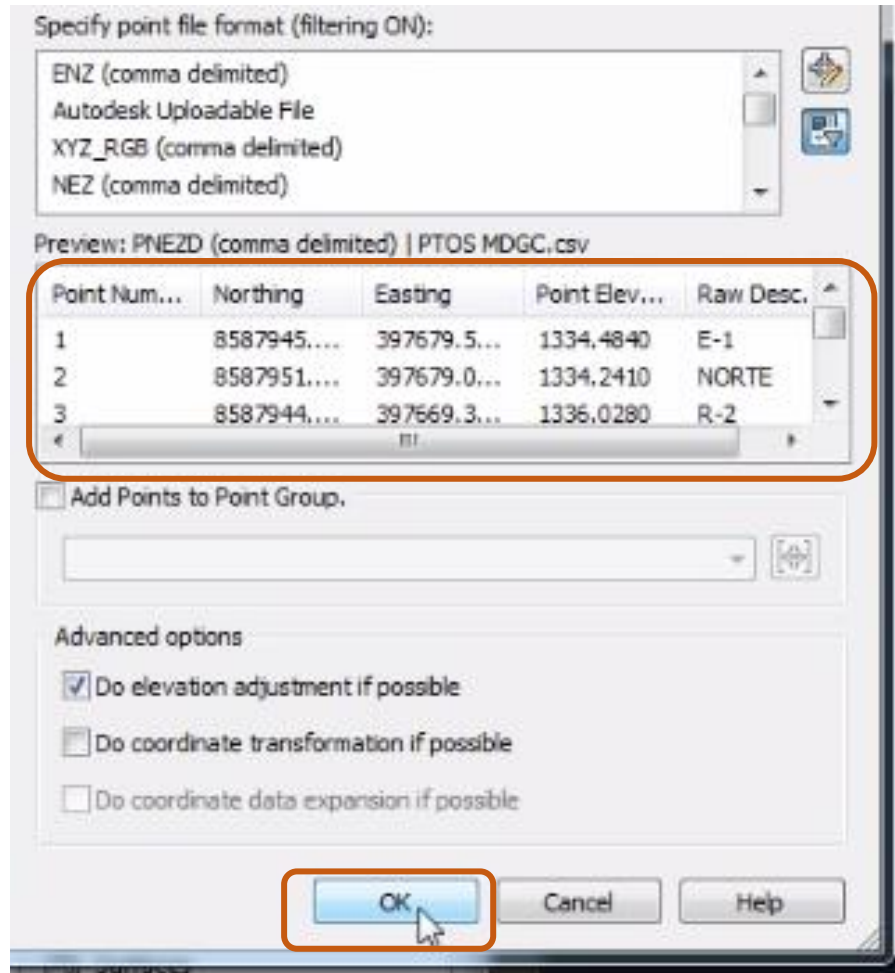 Specify point file format (filtering ON):
ENZ (comma delimited)
Autodesk Uploadable File
XYZ_RGB (comma delimited)
NEZ (comma delimited)
Preview: PNEZD (comma delimited) | PTOS MDGC.csv
Point Num... Northing Easting Point Elev... Raw Desc.
1 8587945.... 397679.5... 1334.4840 E-1
2 8587951.... 397679.0... 1334.2410 NORTE
3 8587944.... 397669.3... 1336.0280 R-2
Add Points to Point Group.
Advanced options
Do elevation adjustment if possible
Do coordinate transformation if possible
Do coordinate data expansion if possible
OK Cancel Help